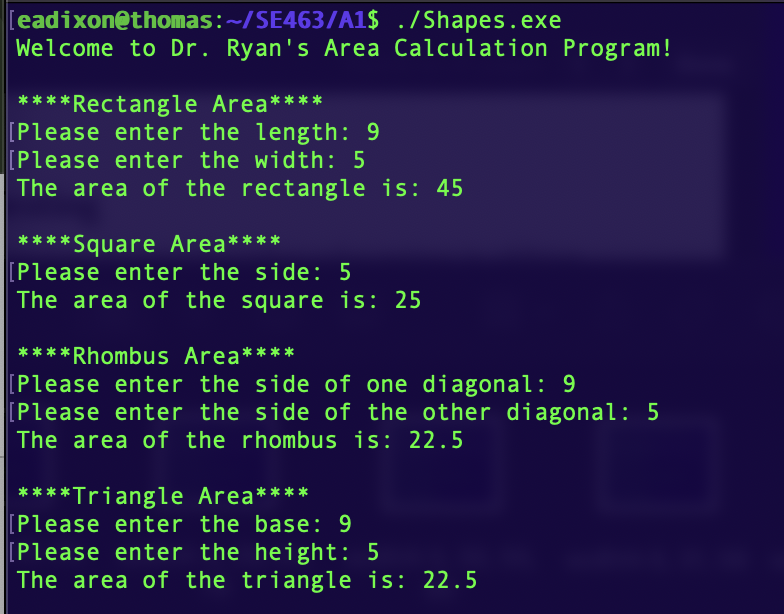 [eadixon@thomas:~/SE463/A1$ ./Shapes.exe
Welcome to Dr. Ryan's Area Calculation Program!
****Rectangle Area****
[Please enter the length: 9
[Please enter the width: 5
The area of the rectangle is: 45
****Square Area****
[Please enter the side: 5
The area of the square is: 25
****Rhombus Area****
[Please enter the side of one diagonal: 9
[Please enter the side of the other diagonal: 5
The area of the rhombus is: 22.5
****Triangle Area****
[Please enter the base: 9
[Please enter the height: 5
The area of the triangle is: 22.5